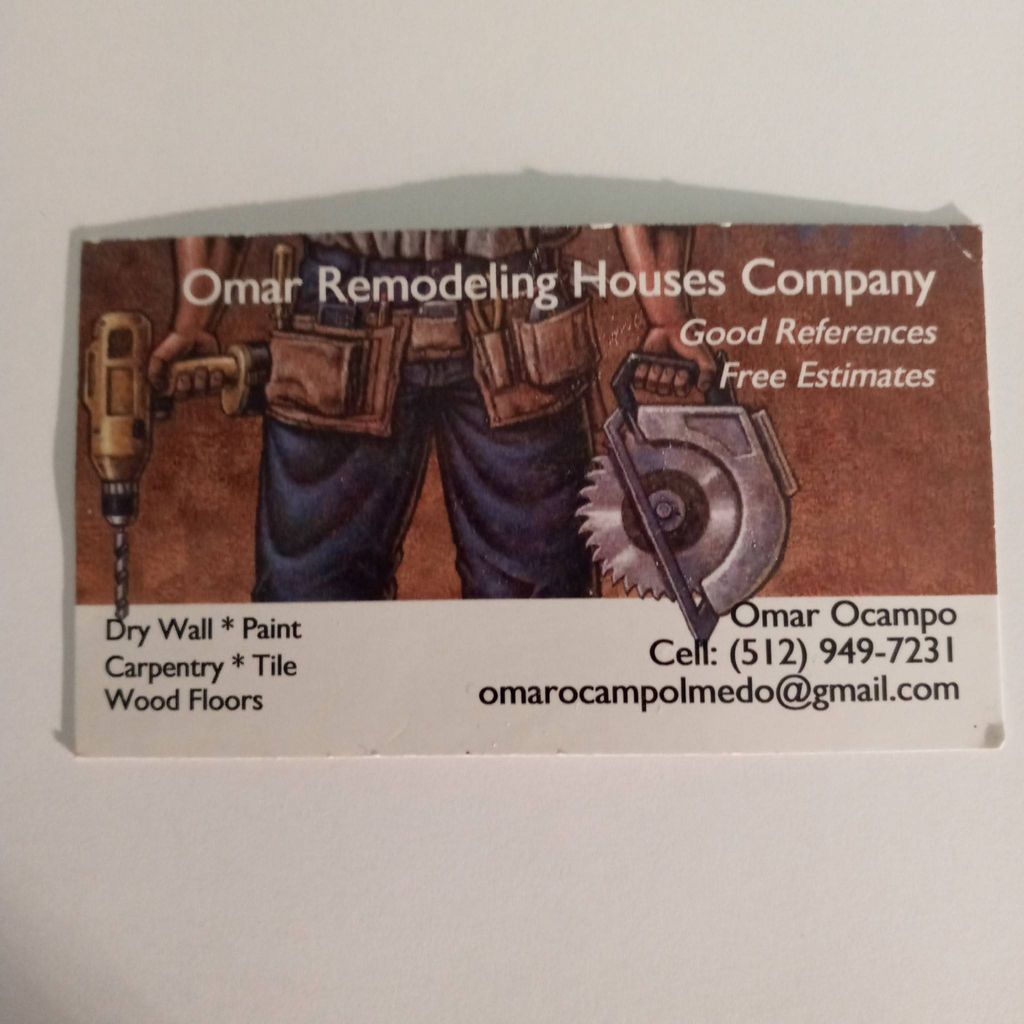 Omar Remodeling Houses Company
Good References
Free Estimates
Dry Wall * Paint
Carpentry * Tile
Wood Floors
Omar Ocampo
Cell: (512) 949-7231
omarocampolmedo@gmail.com